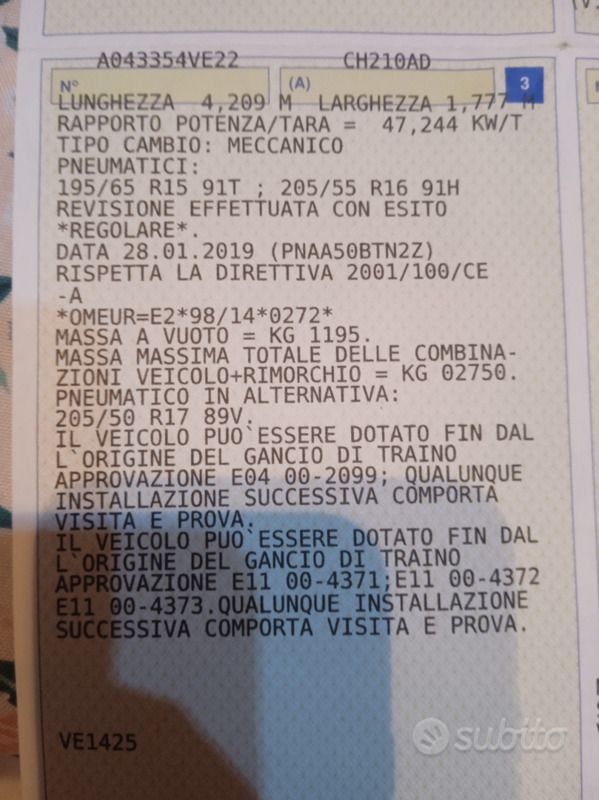 A043354VE22 CH210AD
N° (A) 3
LUNGHEZZA 4,209 M LARGHEZZA 1,777 M
RAPPORTO POTENZA/TARA = 47,244 KW/T
TIPO CAMBIO: MECCANICO
PNEUMATICI:
195/65 R15 91T ; 205/55 R16 91H
REVISIONE EFFETTUATA CON ESITO
*REGOLARE*.
DATA 28.01.2019 (PNAA50BTN2Z)
RISPETTA LA DIRETTIVA 2001/100/CE
-A
*OMEUR=E2*98/14*0272*
MASSA A VUOTO = KG 1195.
MASSA MASSIMA TOTALE DELLE COMBINA-
ZIONI VEICOLO+RIMORCHIO = KG 02750.
PNEUMATICO IN ALTERNATIVA:
205/50 R17 89V.
IL VEICOLO PUO`ESSERE DOTATO FIN DAL
L`ORIGINE DEL GANCIO DI TRAINO
APPROVAZIONE E04 00-2099; QUALUNQUE
INSTALLAZIONE SUCCESSIVA COMPORTA
VISITA E PROVA.
IL VEICOLO PUO`ESSERE DOTATO FIN DAL
L`ORIGINE DEL GANCIO DI TRAINO
APPROVAZIONE E11 00-4371;E11 00-4372
E11 00-4373.QUALUNQUE INSTALLAZIONE
SUCCESSIVA COMPORTA VISITA E PROVA.
VE1425
subito